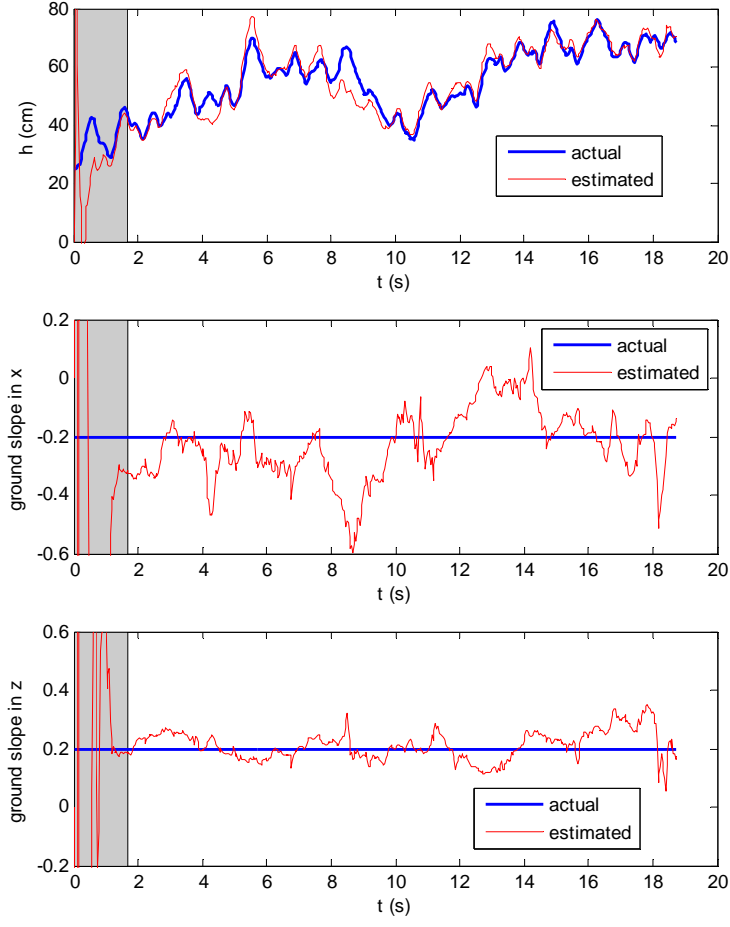 80
60
40
20
0
h (cm)
actual
estimated
0 2 4 6 8 10 12 14 16 18 20
t (s)
0.2
0
-0.2
-0.4
-0.6
ground slope in x
actual
estimated
0 2 4 6 8 10 12 14 16 18 20
t (s)
0.6
0.4
0.2
0
-0.2
ground slope in z
actual
estimated
0 2 4 6 8 10 12 14 16 18 20
t (s)